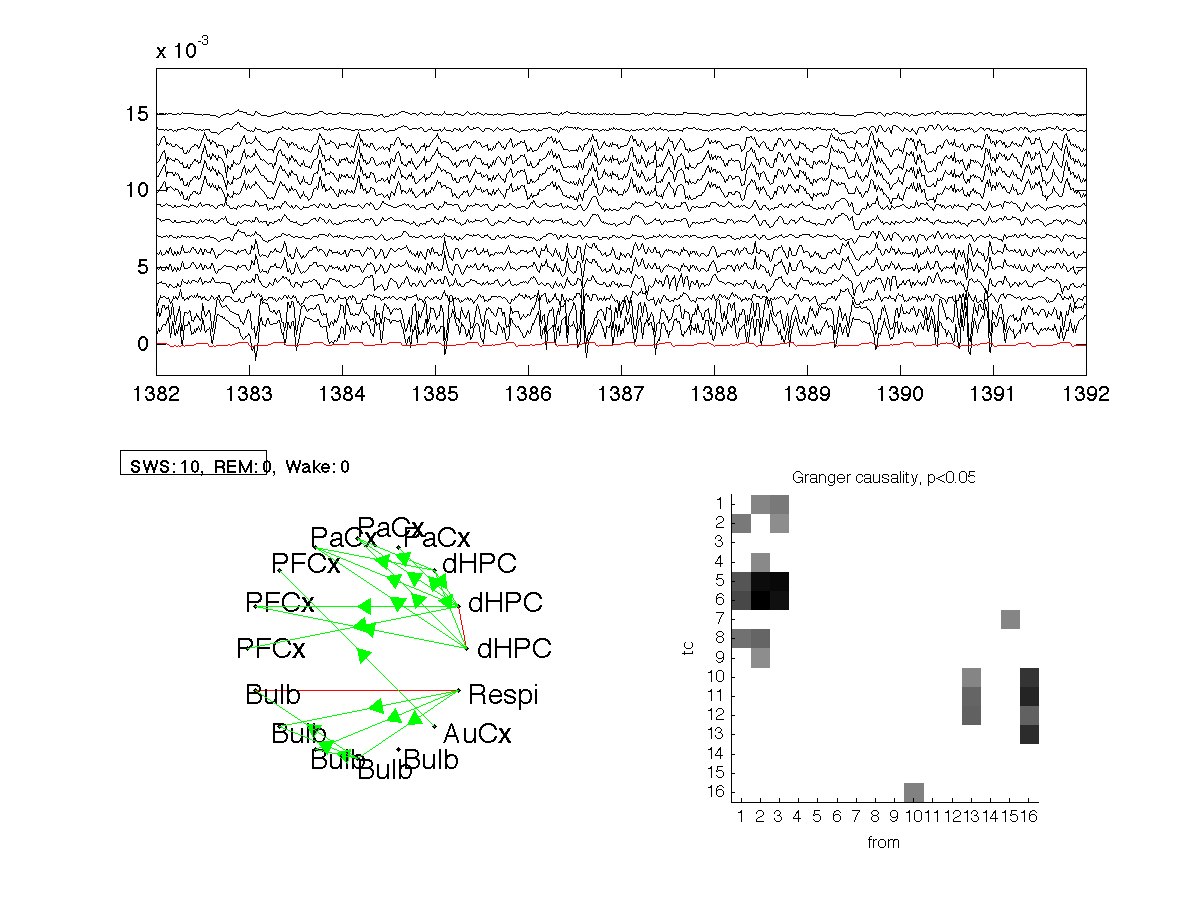 x 10^-3
15
10
5
0
1382 1383 1384 1385 1386 1387 1388 1389 1390 1391 1392
SWS:10, REM:0, Wake:0
Granger causality, p<0.05
PaCx
PaCx PaCx
PFCx dHPC
PFCx dHPC
PFCx dHPC
Bulb Respi
Bulb AuCx
Bulb Bulb
Bulb
1
2
3
4
5
6
7
8
9
10
11
12
13
14
15
16
tc
1 2 3 4 5 6 7 8 9 10 11 12 13 14 15 16
from